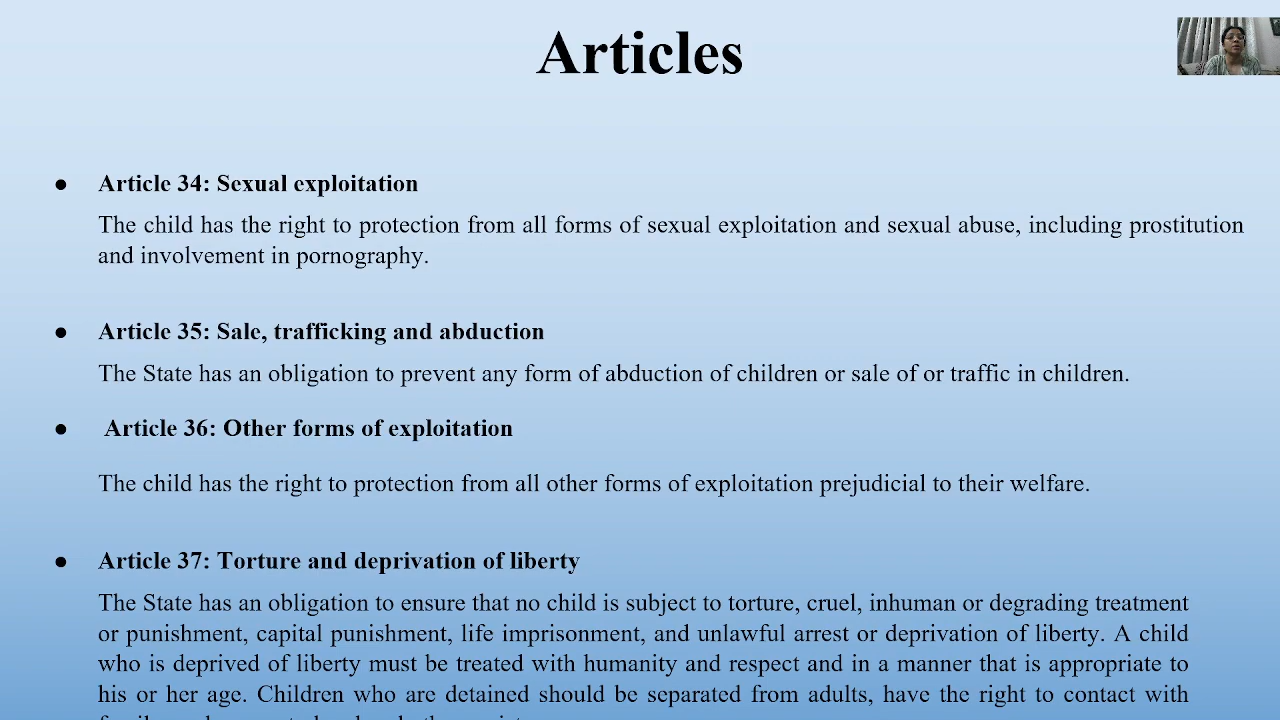 Articles
● Article 34: Sexual exploitation
The child has the right to protection from all forms of sexual exploitation and sexual abuse, including prostitution
and involvement in pornography.
● Article 35: Sale, trafficking and abduction
The State has an obligation to prevent any form of abduction of children or sale of or traffic in children.
● Article 36: Other forms of exploitation
The child has the right to protection from all other forms of exploitation prejudicial to their welfare.
● Article 37: Torture and deprivation of liberty
The State has an obligation to ensure that no child is subject to torture, cruel, inhuman or degrading treatment
or punishment, capital punishment, life imprisonment, and unlawful arrest or deprivation of liberty. A child
who is deprived of liberty must be treated with humanity and respect and in a manner that is appropriate to
his or her age. Children who are detained should be separated from adults, have the right to contact with